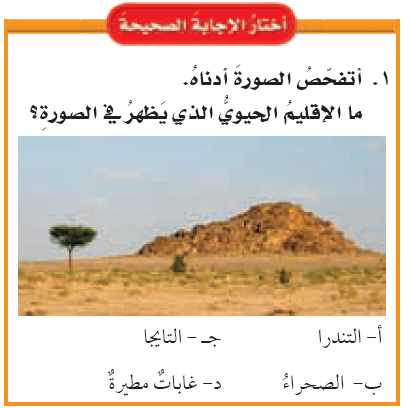 أختارُ الإجابةَ الصحيحةَ
١. أتفحّصُ الصورةَ أدناهُ.
ما الإقليمُ الحيويُّ الذي يَظهرُ في الصورةِ؟
أ- التندرا جـ- التايجا
ب- الصحراءُ د- غاباتٌ مطيرةٌ